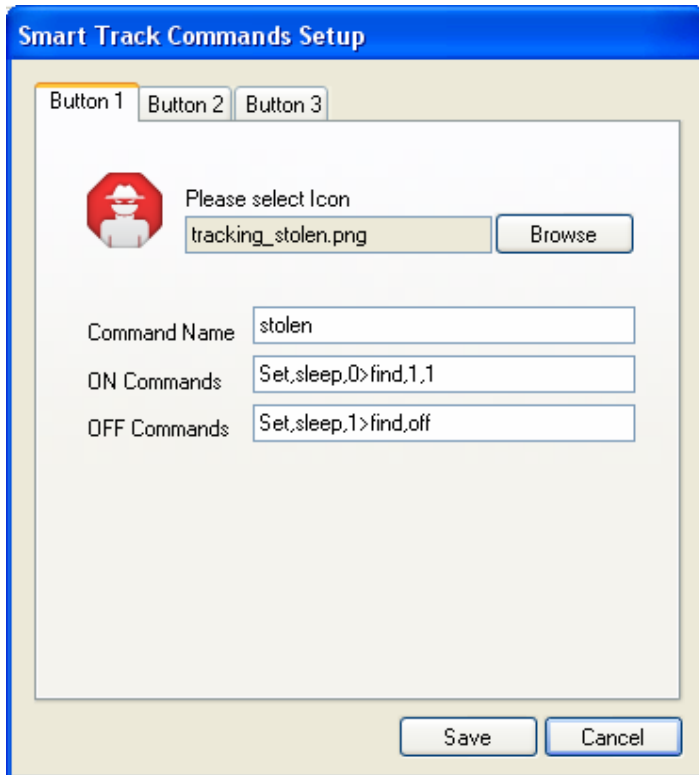 Smart Track Commands Setup
Button 1 Button 2 Button 3
Please select Icon
tracking_stolen.png Browse
Command Name stolen
ON Commands Set,sleep,0>find,1,1
OFF Commands Set,sleep,1>find,off
Save Cancel